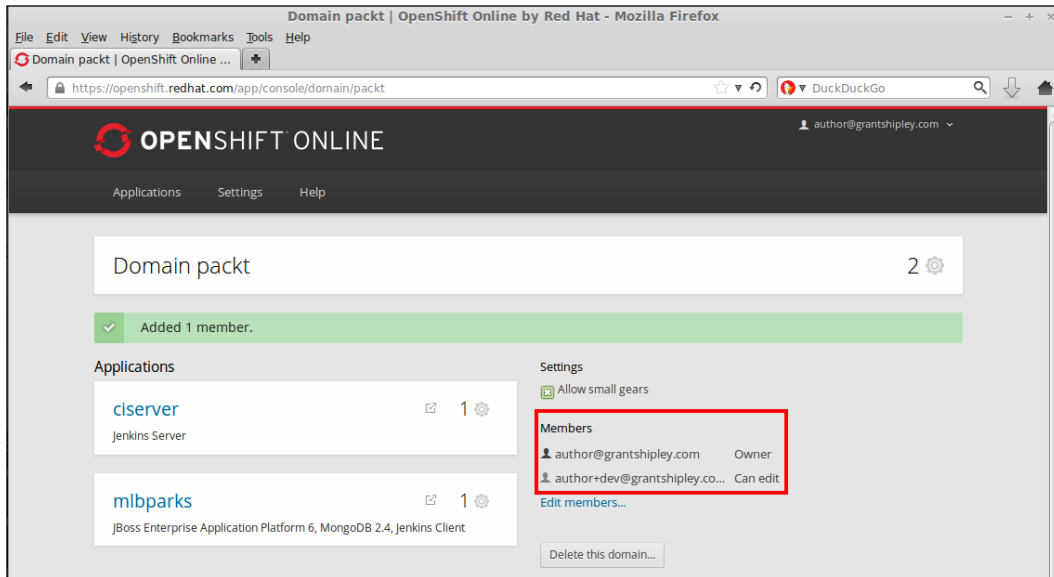 Domain packt | OpenShift Online by Red Hat - Mozilla Firefox
File Edit View History Bookmarks Tools Help
Domain packt | OpenShift Online ...
https://openshift.redhat.com/app/console/domain/packt
DuckDuckGo
OPENSHIFT ONLINE
author@grantshipley.com
Applications Settings Help
Domain packt 2
Added 1 member.
Applications
ciserver 1
Jenkins Server
mlbparks 1
JBoss Enterprise Application Platform 6, MongoDB 2.4, Jenkins Client
Settings
Allow small gears
Members
author@grantshipley.com Owner
author+dev@grantshipley.co... Can edit
Edit members...
Delete this domain...